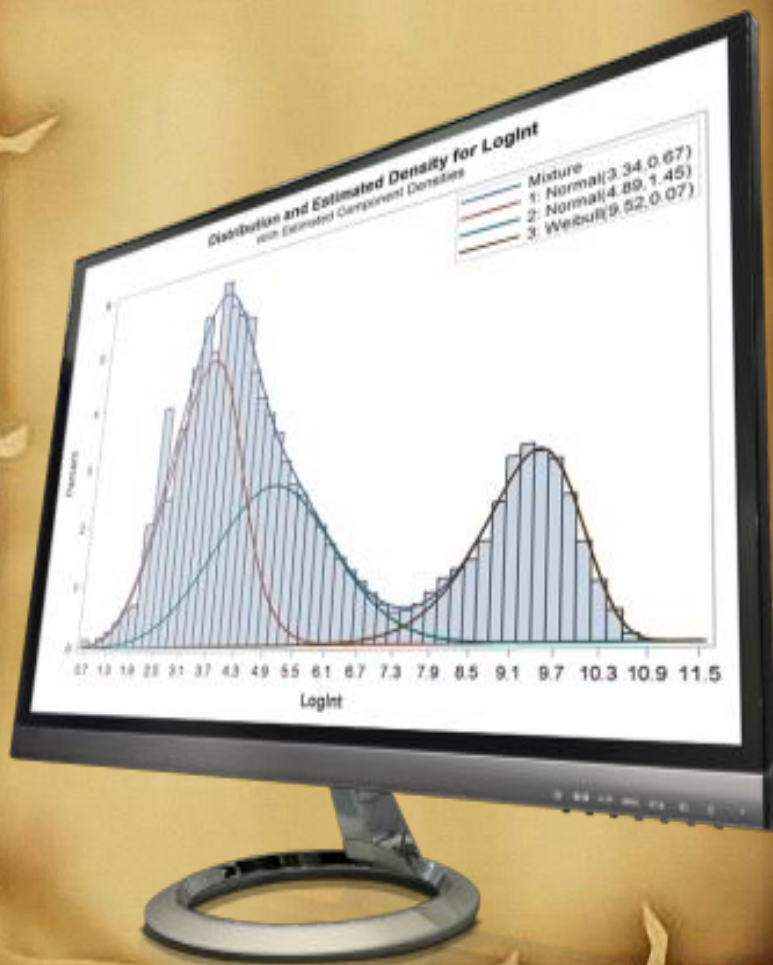 Distribution and Estimated Density for LogInt
With Estimated Component Densities
Mixture
1: Normal(3.34,0.67)
2: Normal(4.89,1.45)
3: Weibull(9.52,0.07)
Percent
0.7 1.3 1.9 2.5 3.1 3.7 4.3 4.9 5.5 6.1 6.7 7.3 7.9 8.5 9.1 9.7 10.3 10.9 11.5
LogInt